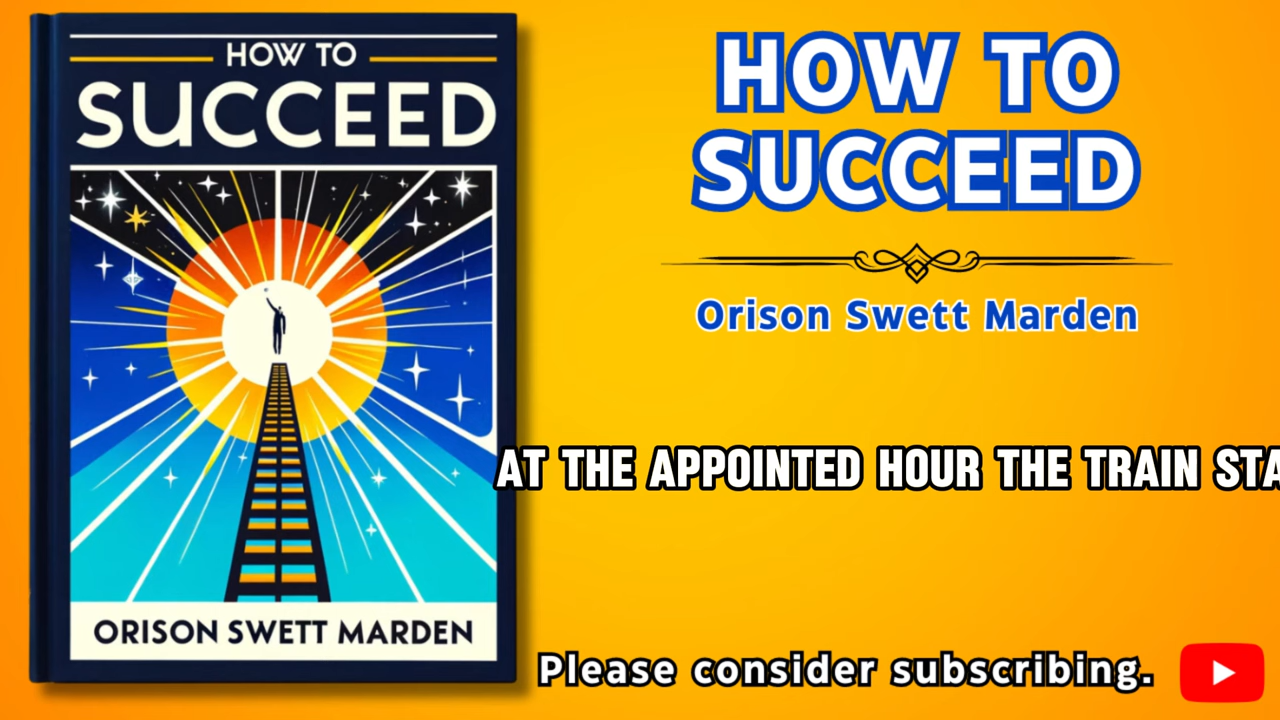 HOW TO
SUCCEED
ORISON SWETT MARDEN
HOW TO
SUCCEED
Orison Swett Marden
AT THE APPOINTED HOUR THE TRAIN STA
Please consider subscribing.